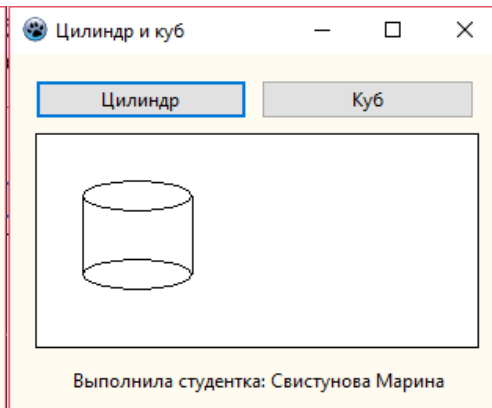 Цилиндр и куб
Цилиндр
Куб
Выполнила студентка: Свистунова Марина